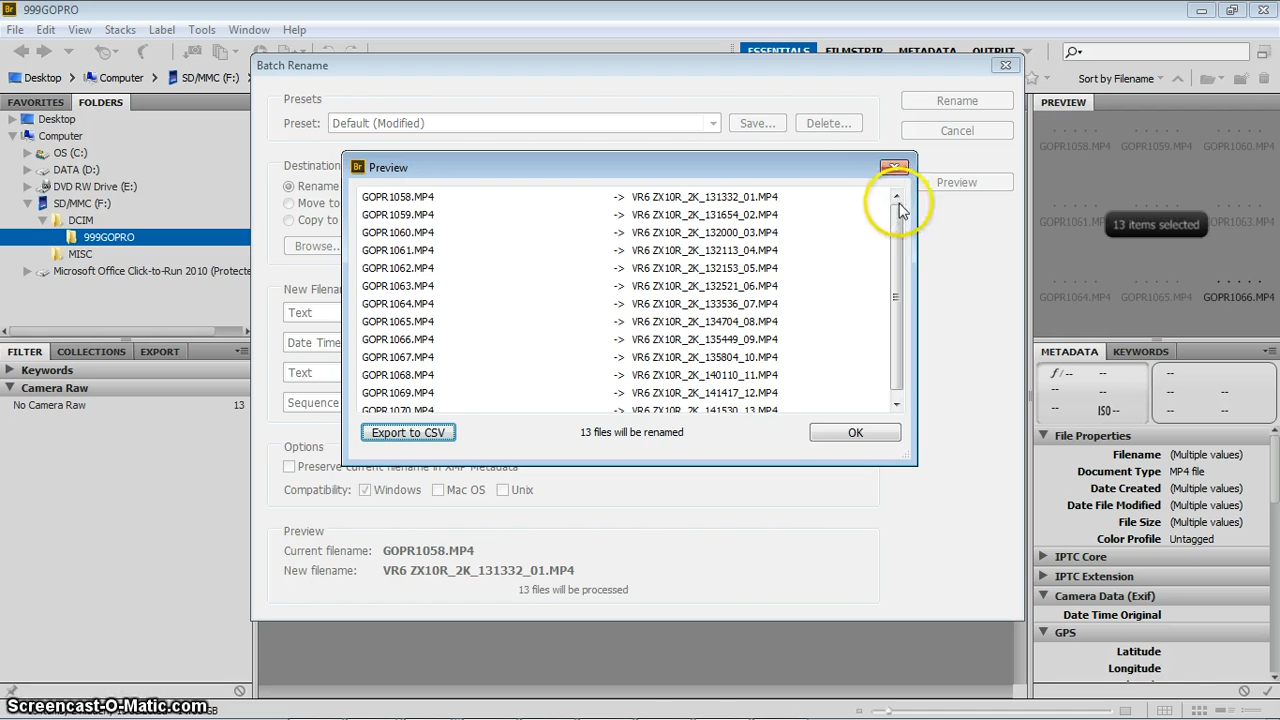 999GOPRO
File Edit View Stacks Label Tools Window Help
ESSENTIALS FILMSTRIP METADATA OUTPUT
Desktop Computer SD/MMC (F:)
Sort by Filename
Batch Rename
Presets
Preset: Default (Modified) Save... Delete...
Rename
Cancel
Preview
Destination
Rename
Move to
Copy to
Browse...
New
Text
Date Time
Text
Sequence
Options
Preserve current filename in XMP Metadata
Compatibility: Windows Mac OS Unix
Preview
Current filename: GOPR1058.MP4
New filename: VR6 ZX10R_2K_131332_01.MP4
13 files will be processed
Preview
GOPR1058.MP4 -> VR6 ZX10R_2K_131332_01.MP4
GOPR1059.MP4 -> VR6 ZX10R_2K_131654_02.MP4
GOPR1060.MP4 -> VR6 ZX10R_2K_132000_03.MP4
GOPR1061.MP4 -> VR6 ZX10R_2K_132113_04.MP4
GOPR1062.MP4 -> VR6 ZX10R_2K_132153_05.MP4
GOPR1063.MP4 -> VR6 ZX10R_2K_132521_06.MP4
GOPR1064.MP4 -> VR6 ZX10R_2K_133536_07.MP4
GOPR1065.MP4 -> VR6 ZX10R_2K_134704_08.MP4
GOPR1066.MP4 -> VR6 ZX10R_2K_135449_09.MP4
GOPR1067.MP4 -> VR6 ZX10R_2K_135804_10.MP4
GOPR1068.MP4 -> VR6 ZX10R_2K_140110_11.MP4
GOPR1069.MP4 -> VR6 ZX10R_2K_141417_12.MP4
GOPR1070.MP4 -> VR6 ZX10R_2K_141530_13.MP4
Export to CSV 13 files will be renamed OK
FAVORITES FOLDERS
Desktop
Computer
OS (C:)
DATA (D:)
DVD RW Drive (E:)
SD/MMC (F:)
DCIM
999GOPRO
MISC
Microsoft Office Click-to-Run 2010 (Protecte
FILTER COLLECTIONS EXPORT
Keywords
Camera Raw
No Camera Raw 13
PREVIEW
GOPR1058.MP4 GOPR1059.MP4 GOPR1060.MP4
GOPR1061.MP4 GOPR1063.MP4
13 items selected
GOPR1064.MP4 GOPR1065.MP4 GOPR1066.MP4
METADATA KEYWORDS
f/-- --
-- --
-- ISO--
-- --
-- --
File Properties
Filename (Multiple values)
Document Type MP4 file
Date Created (Multiple values)
Date File Modified (Multiple values)
File Size (Multiple values)
Color Profile Untagged
IPTC Core
IPTC Extension
Camera Data (Exif)
Date Time Original
GPS
Latitude
Longitude
Screencast-O-Matic.com